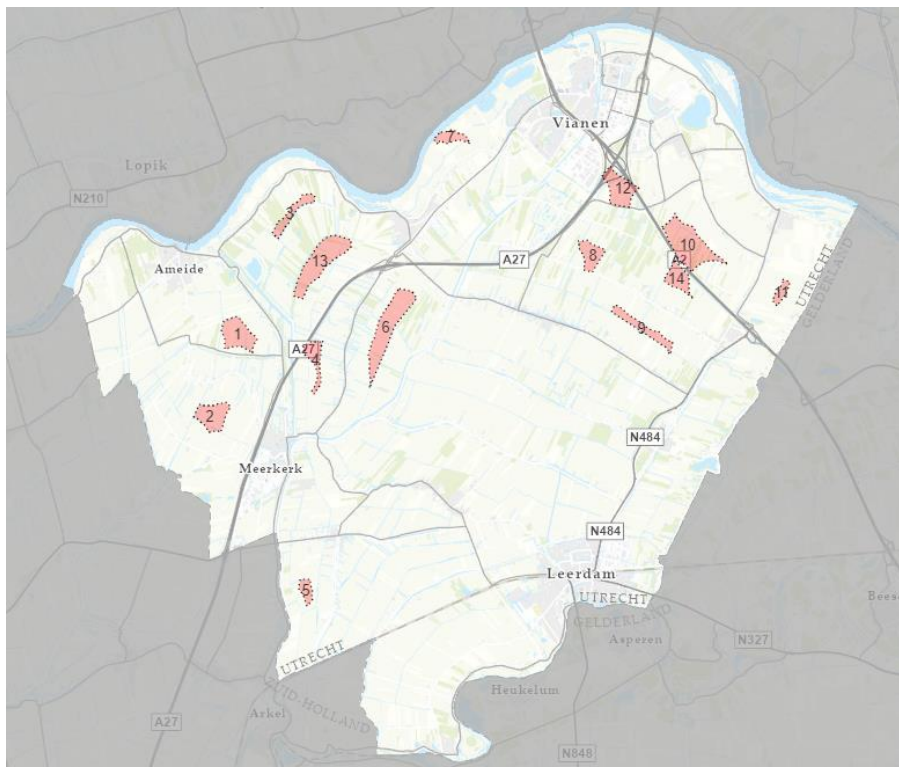 Vianen
7
Lopik
N210
12
3
10
13
8
A27
A2
Ameide
14
11
UTRECHT
GELDERLAND
6
9
1
A27
4
2
N484
Meerkerk
N484
Leerdam
5
UTRECHT
GELDERLAND
Beese
Asperen
N327
UTRECHT
ZUID-HOLLAND
Heukelum
Arkel
A27
N848